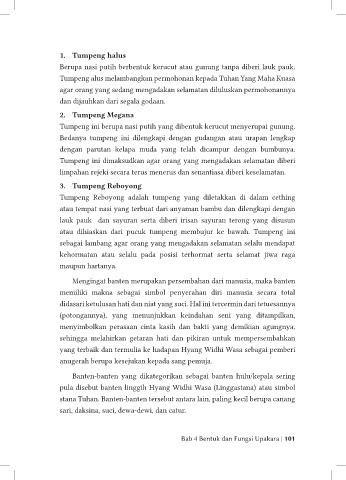 1. Tumpeng halus
Berupa nasi putih berbentuk kerucut atau gunung tanpa diberi lauk pauk.
Tumpeng alus melambangkan permohonan kepada Tuhan Yang Maha Kuasa
agar orang yang sedang mengadakan selamatan diluluskan permohonannya
dan dijauhkan dari segala godaan.
2. Tumpeng Megana
Tumpeng ini berupa nasi putih yang dibentuk kerucut menyerupai gunung.
Bedanya tumpeng ini dilengkapi dengan gudangan atau urapan lengkap
dengan parutan kelapa muda yang telah dicampur dengan bumbunya.
Tumpeng ini dimaksudkan agar orang yang mengadakan selamatan diberi
limpahan rejeki secara terus menerus dan senantiasa diberi keselamatan.
3. Tumpeng Reboyong
Tumpeng Reboyong adalah tumpeng yang diletakkan di dalam cething
atau tempat nasi yang terbuat dari anyaman bambu dan dilengkapi dengan
lauk pauk dan sayuran serta diberi irisan sayuran terong yang disusun
atau dihiaskan dari pucuk tumpeng membujur ke bawah. Tumpeng ini
sebagai lambang agar orang yang mengadakan selamatan selalu mendapat
kehormatan atau selalu pada posisi terhormat serta selamat jiwa raga
maupun hartanya.
Mengingat banten merupakan persembahan dari manusia, maka banten
memiliki makna sebagai simbol penyerahan diri manusia secara total
didasari ketulusan hati dan niat yang suci. Hal ini tercermin dari tetuesannya
(potongannya), yang menunjukkan keindahan seni yang ditampilkan,
menyimbolkan perasaan cinta kasih dan bakti yang demikian agungnya,
sehingga melahirkan getaran hati dan pikiran untuk mempersembahkan
yang terbaik dan termulia ke hadapan Hyang Widhi Wasa sebagai pemberi
anugerah berupa kesejukan kepada sang pemuja.
Banten-banten yang dikategorikan sebagai banten hulu/kepala sering
pula disebut banten linggih Hyang Widhi Wasa (Linggastana) atau simbol
stana Tuhan. Banten-banten tersebut antara lain, paling kecil berupa canang
sari, daksina, suci, dewa-dewi, dan catur.
Bab 4 Bentuk dan Fungsi Upakara | 101